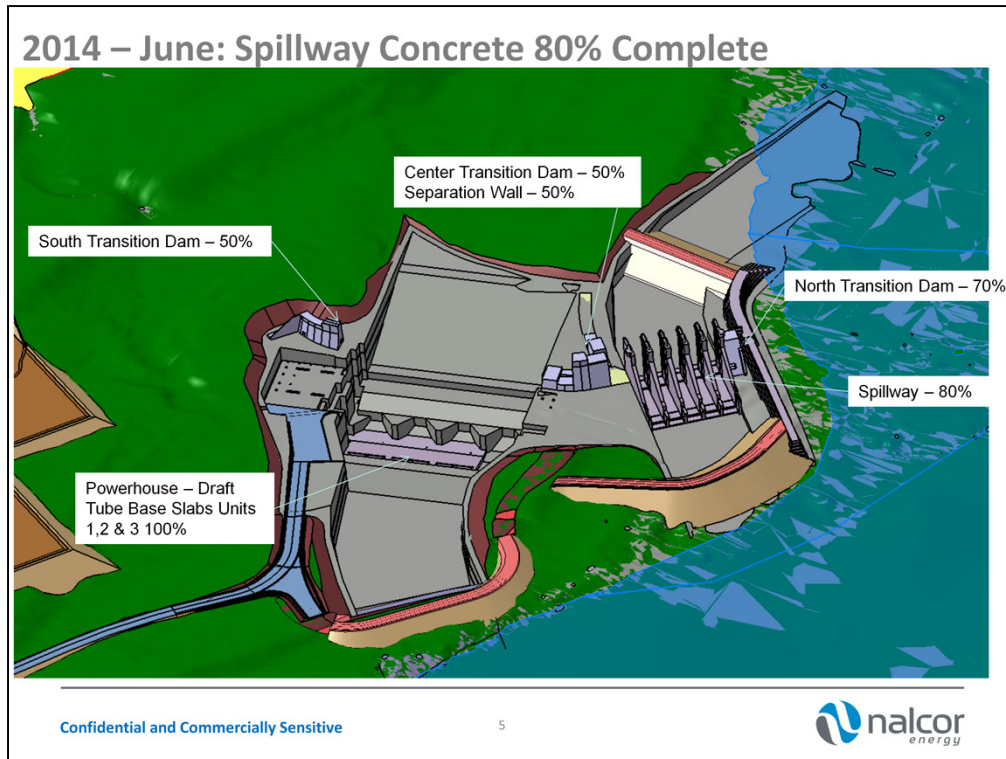 2014 – June: Spillway Concrete 80% Complete
Center Transition Dam – 50%
Separation Wall – 50%
South Transition Dam – 50%
North Transition Dam – 70%
Spillway – 80%
Powerhouse – Draft
Tube Base Slabs Units
1,2 & 3 100%
Confidential and Commercially Sensitive
5
nalcor
energy